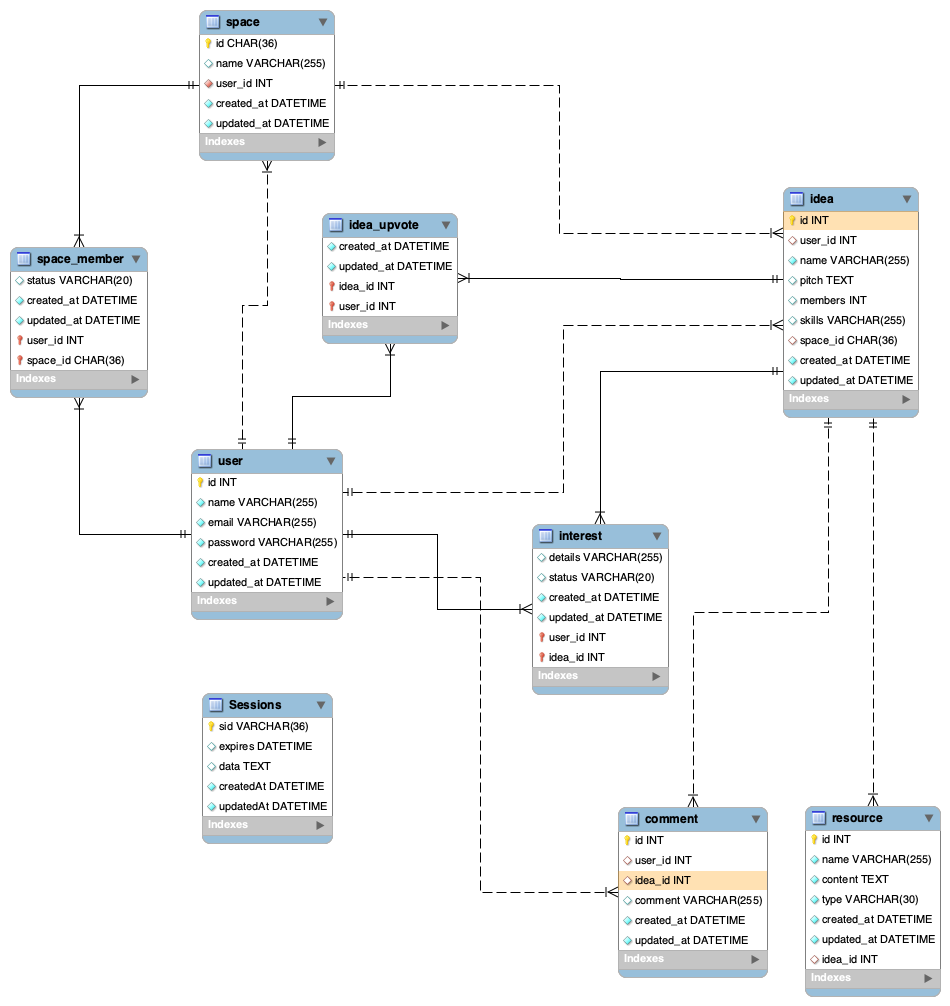 space
id CHAR(36)
name VARCHAR(255)
user_id INT
created_at DATETIME
updated_at DATETIME
Indexes
idea
id INT
user_id INT
name VARCHAR(255)
pitch TEXT
members INT
skills VARCHAR(255)
space_id CHAR(36)
created_at DATETIME
updated_at DATETIME
Indexes
idea_upvote
created_at DATETIME
updated_at DATETIME
idea_id INT
user_id INT
Indexes
space_member
status VARCHAR(20)
created_at DATETIME
updated_at DATETIME
user_id INT
space_id CHAR(36)
Indexes
user
id INT
name VARCHAR(255)
email VARCHAR(255)
password VARCHAR(255)
created_at DATETIME
updated_at DATETIME
Indexes
interest
details VARCHAR(255)
status VARCHAR(20)
created_at DATETIME
updated_at DATETIME
user_id INT
idea_id INT
Indexes
Sessions
sid VARCHAR(36)
expires DATETIME
data TEXT
createdAt DATETIME
updatedAt DATETIME
Indexes
comment
id INT
user_id INT
idea_id INT
comment VARCHAR(255)
created_at DATETIME
updated_at DATETIME
Indexes
resource
id INT
name VARCHAR(255)
content TEXT
type VARCHAR(30)
created_at DATETIME
updated_at DATETIME
idea_id INT
Indexes